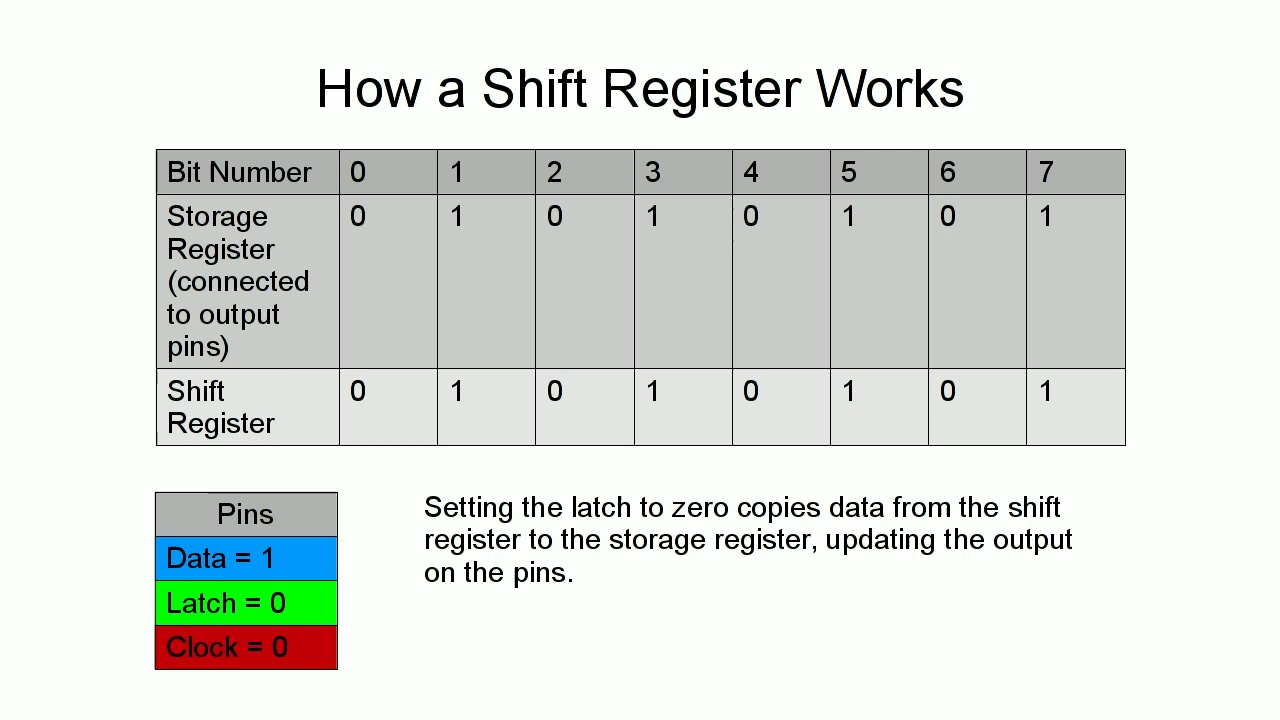 How a Shift Register Works
Bit Number 0 1 2 3 4 5 6 7
Storage 0 1 0 1 0 1 0 1
Register
(connected
to output
pins)
Shift 0 1 0 1 0 1 0 1
Register
Pins
Data = 1
Latch = 0
Clock = 0
Setting the latch to zero copies data from the shift
register to the storage register, updating the output
on the pins.